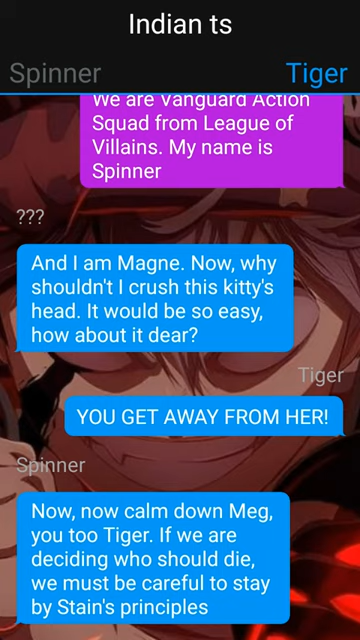 Indian ts
Spinner Tiger
We are Vanguard Action
Squad from League of
Villains. My name is
Spinner
???
And I am Magne. Now, why
shouldn't I crush this kitty's
head. It would be so easy,
how about it dear?
Tiger
YOU GET AWAY FROM HER!
Spinner
Now, now calm down Meg,
you too Tiger. If we are
deciding who should die,
we must be careful to stay
by Stain's principles